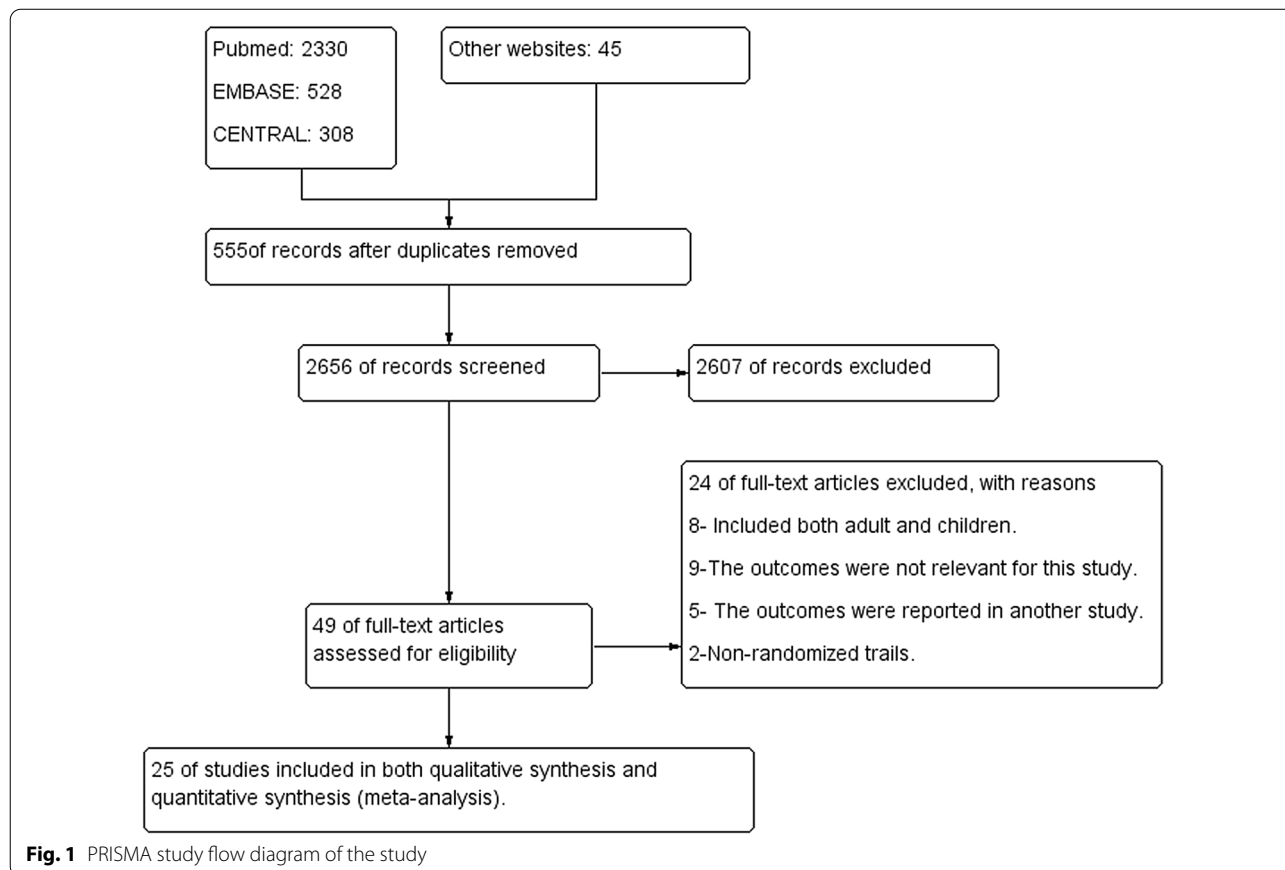 Pubmed: 2330
EMBASE: 528
CENTRAL: 308
Other websites: 45
555of records after duplicates removed
2656 of records screened
2607 of records excluded
24 of full-text articles excluded, with reasons
8- Included both adult and children.
9-The outcomes were not relevant for this study.
5- The outcomes were reported in another study.
2-Non-randomized trails.
49 of full-text articles
assessed for eligibility
25 of studies included in both qualitative synthesis and
quantitative synthesis (meta-analysis).
Fig. 1 PRISMA study flow diagram of the study